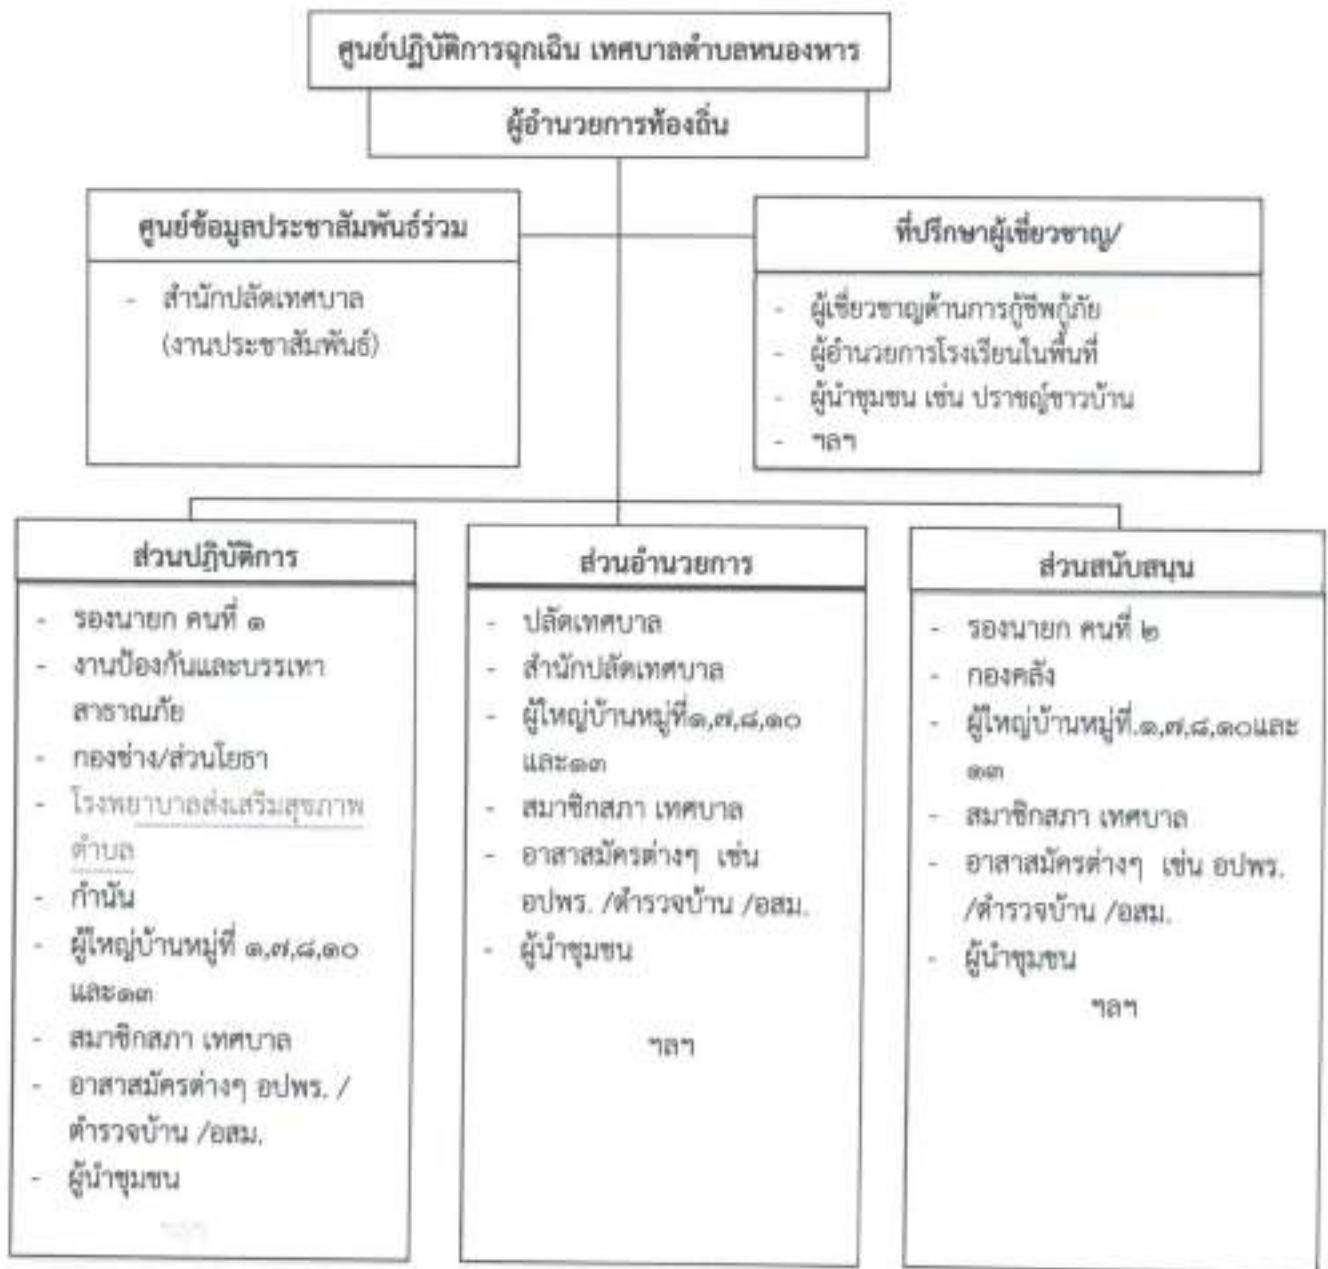 ศูนย์ปฏิบัติการฉุกเฉิน เทศบาลตำบลหนองหาร
ผู้อำนวยการท้องถิ่น
ศูนย์ข้อมูลประชาสัมพันธ์ร่วม
- สำนักปลัดเทศบาล
(งานประชาสัมพันธ์)
ที่ปรึกษาผู้เชี่ยวชาญ/
- ผู้เชี่ยวชาญด้านการกู้ชีพกู้ภัย
- ผู้อำนวยการโรงเรียนในพื้นที่
- ผู้นำชุมชน เช่น ปราชญ์ชาวบ้าน
- ฯลฯ
ส่วนปฏิบัติการ
- รองนายก คนที่ ๑
- งานป้องกันและบรรเทา
สาธาณภัย
- กองช่าง/ส่วนโยธา
- โรงพยาบาลส่งเสริมสุขภาพ
ตำบล
- กำนัน
- ผู้ใหญ่บ้านหมู่ที่ ๑,๗,๘,๑๐
และ๑๓
- สมาชิกสภา เทศบาล
- อาสาสมัครต่างๆ อปพร. /
ตำรวจบ้าน /อสม.
- ผู้นำชุมชน
ฯลฯ
ส่วนอำนวยการ
- ปลัดเทศบาล
- สำนักปลัดเทศบาล
- ผู้ใหญ่บ้านหมู่ที่๑,๗,๘,๑๐
และ๑๓
- สมาชิกสภา เทศบาล
- อาสาสมัครต่างๆ เช่น
อปพร. /ตำรวจบ้าน /อสม.
- ผู้นำชุมชน
ฯลฯ
ส่วนสนับสนุน
- รองนายก คนที่ ๒
- กองคลัง
- ผู้ใหญ่บ้านหมู่ที่.๑,๗,๘,๑๐และ
๑๓
- สมาชิกสภา เทศบาล
- อาสาสมัครต่างๆ เช่น อปพร.
/ตำรวจบ้าน /อสม.
- ผู้นำชุมชน
ฯลฯ